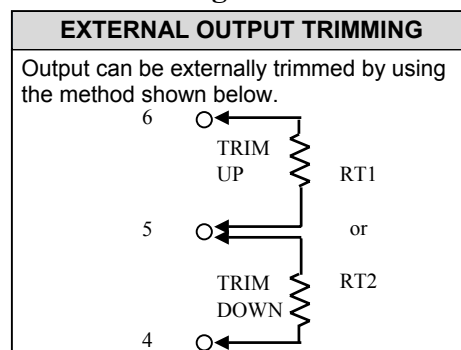 EXTERNAL OUTPUT TRIMMING
Output can be externally trimmed by using
the method shown below.
6
TRIM
UP
RT1
5
or
TRIM
DOWN
RT2
4